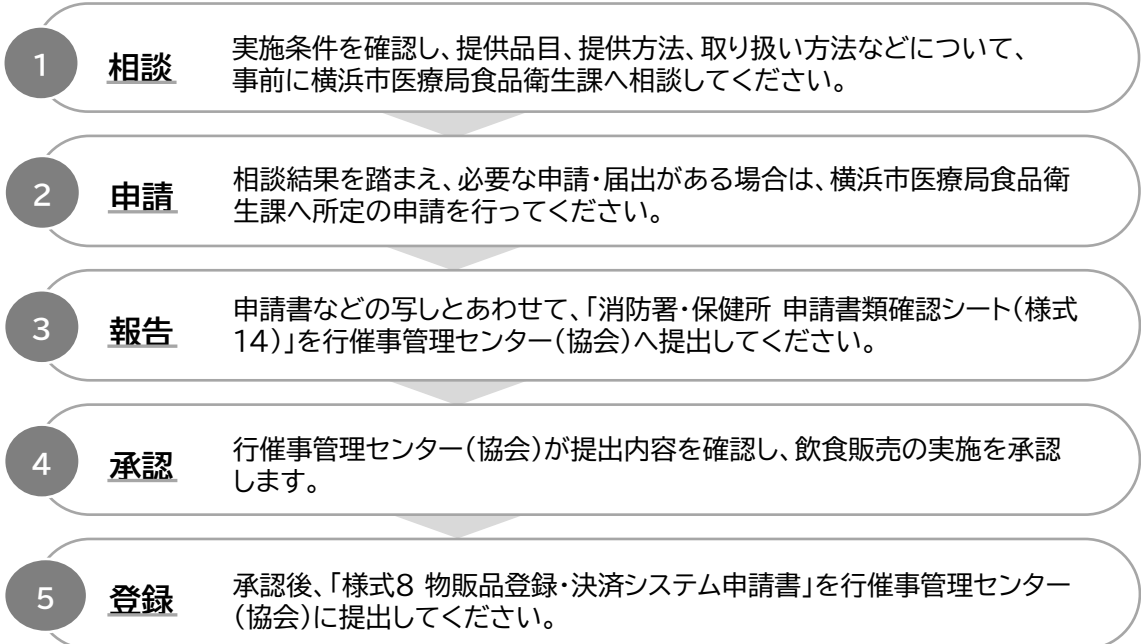 1
相談
実施条件を確認し、提供品目、提供方法、取り扱い方法などについて、
事前に横浜市医療局食品衛生課へ相談してください。
2
申請
相談結果を踏まえ、必要な申請・届出がある場合は、横浜市医療局食品衛
生課へ所定の申請を行ってください。
3
報告
申請書などの写しとあわせて、「消防署・保健所 申請書類確認シート(様式
14)」を行催事管理センター(協会)へ提出してください。
4
承認
行催事管理センター(協会)が提出内容を確認し、飲食販売の実施を承認
します。
5
登録
承認後、「様式8 物販品登録・決済システム申請書」を行催事管理センター
(協会)に提出してください。